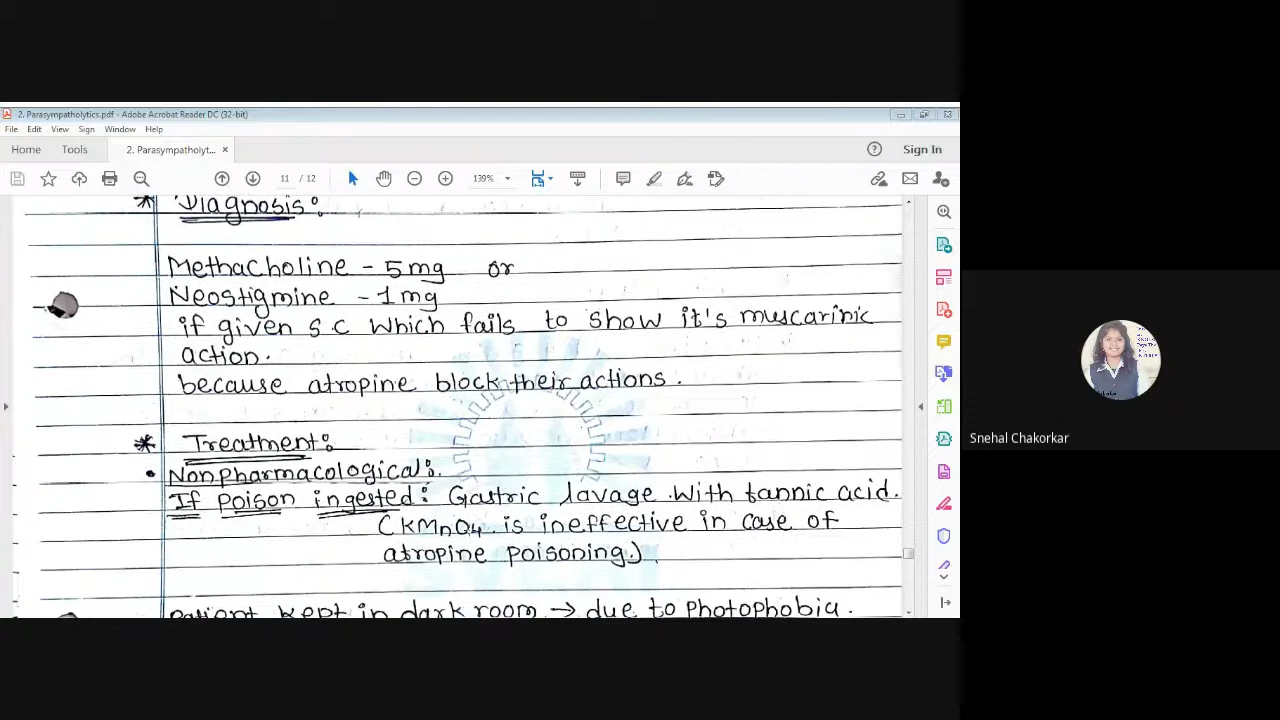 2. Parasympatholytics.pdf - Adobe Acrobat Reader DC (32-bit)
File Edit View Sign Window Help
Home Tools 2. Parasympatholyt... × Sign In
11 / 12 139%
* Diagnosis:
Methacholine - 5mg or
Neostigmine - 1mg
if given SC which fails to show it's muscarinic
action.
because atropine block their actions.
* Treatment:
• Nonpharmacological:
If Poison ingested: Gastric lavage with tannic acid.
(KMnO4 is ineffective in case of
atropine poisoning.)
Patient kept in dark room → due to Photophobia.
Snehal Chakorkar